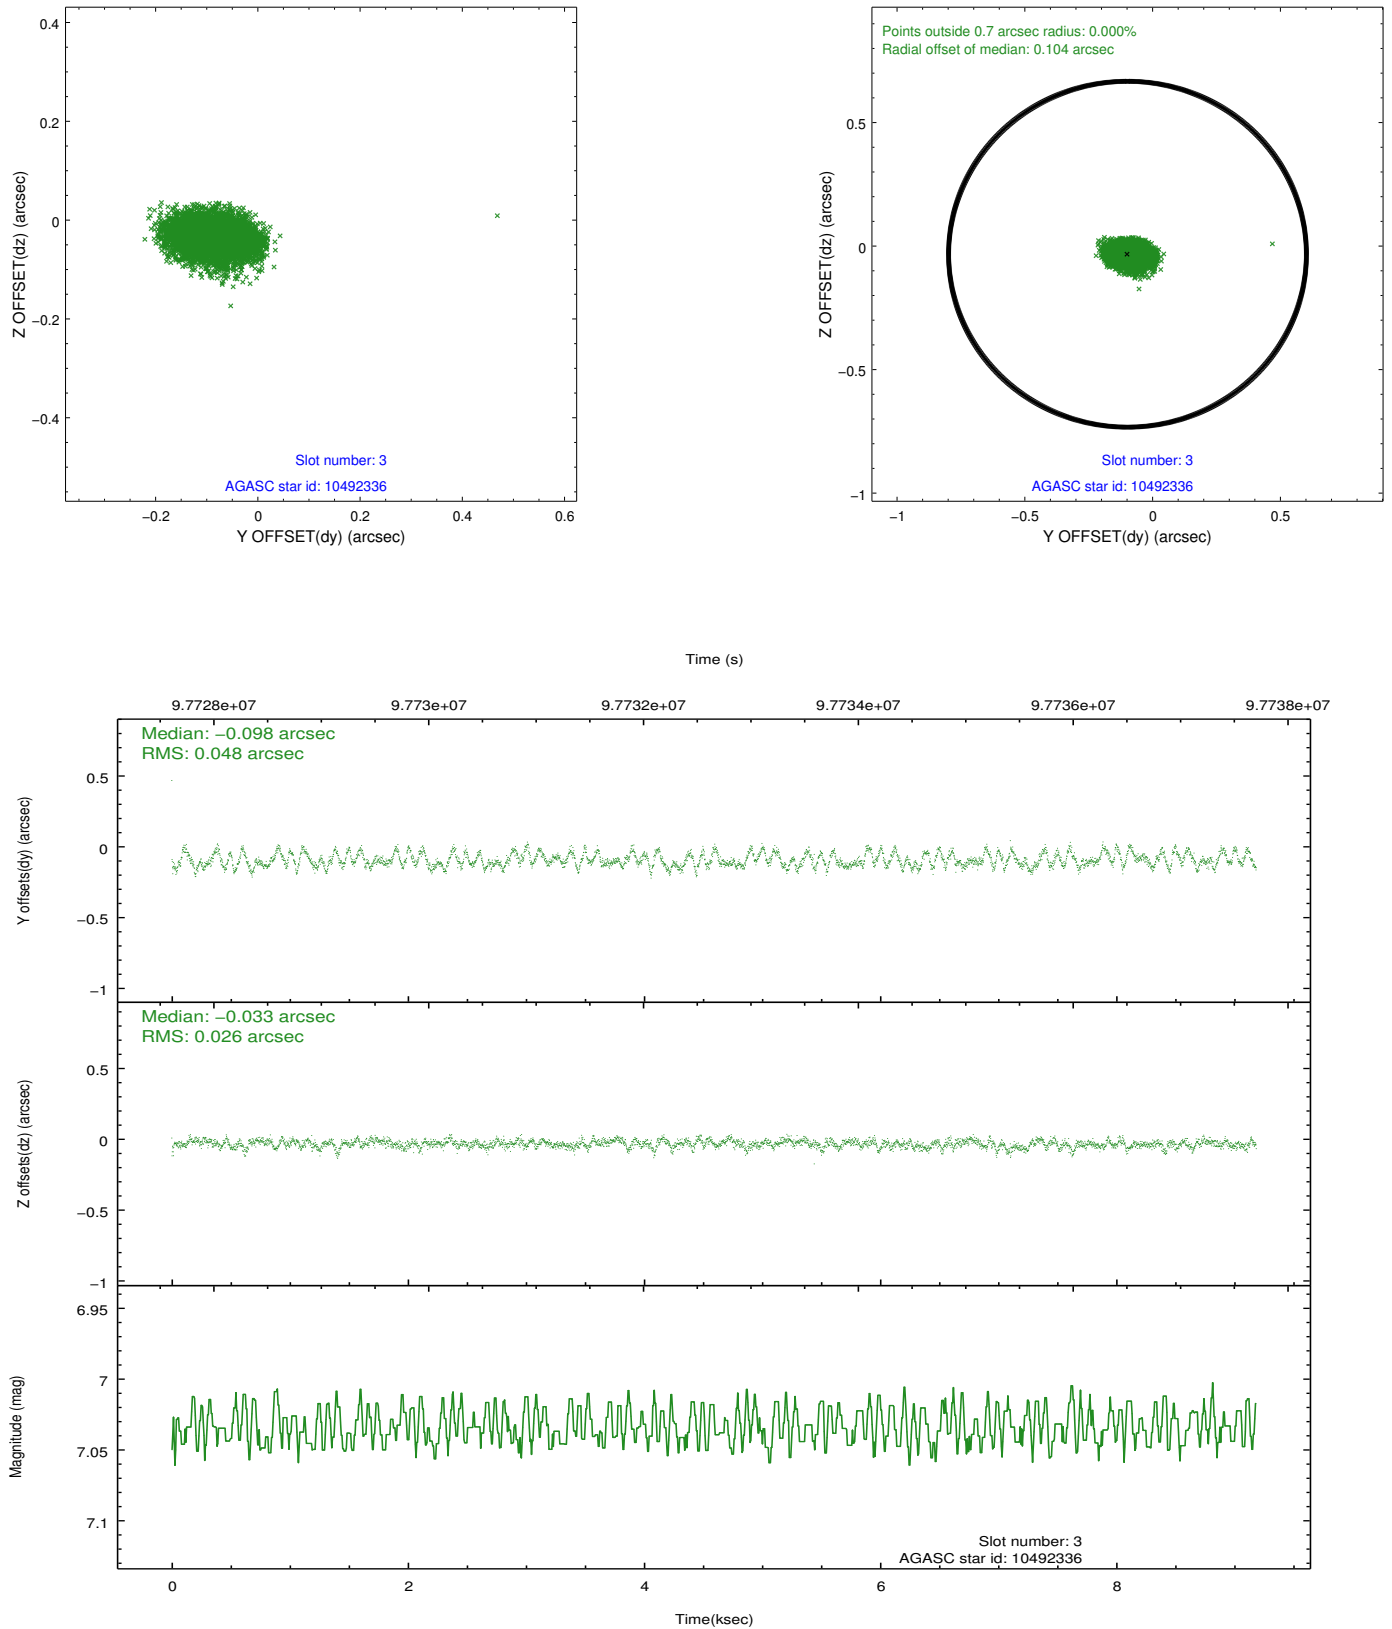 0.4
0.2
0
−0.2
−0.4
Z OFFSET(dz) (arcsec)
Slot number: 3
AGASC star id: 10492336
−0.2 0 0.2 0.4 0.6
Y OFFSET(dy) (arcsec)
Points outside 0.7 arcsec radius: 0.000%
Radial offset of median: 0.104 arcsec
0.5
0
−0.5
−1
Z OFFSET(dz) (arcsec)
Slot number: 3
AGASC star id: 10492336
−1 −0.5 0 0.5
Y OFFSET(dy) (arcsec)
Time (s)
9.7728e+07 9.773e+07 9.7732e+07 9.7734e+07 9.7736e+07 9.7738e+07
Median: −0.098 arcsec
RMS: 0.048 arcsec
0.5
0
−0.5
−1
Y offsets(dy) (arcsec)
Median: −0.033 arcsec
RMS: 0.026 arcsec
0.5
0
−0.5
−1
Z offsets(dz) (arcsec)
6.95
7
7.05
7.1
Magnitude (mag)
Slot number: 3
AGASC star id: 10492336
0 2 4 6 8
Time(ksec)